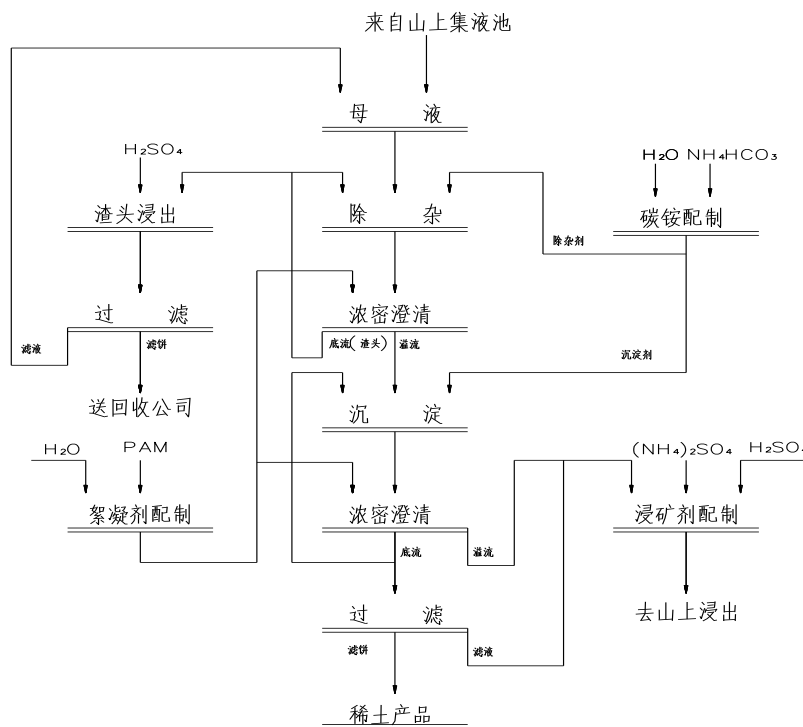 来自山上集液池
母 液
H₂SO₄
H₂O NH₄HCO₃
渣头浸出
除 杂
碳铵配制
除杂剂
过 滤
浓密澄清
滤液
滤饼
底流(渣头)
溢流
沉淀剂
送回收公司
沉 淀
H₂O
PAM
(NH₄)₂SO₄
H₂SO₄
絮凝剂配制
浓密澄清
浸矿剂配制
底流
溢流
过 滤
去山上浸出
滤饼
滤液
稀土产品